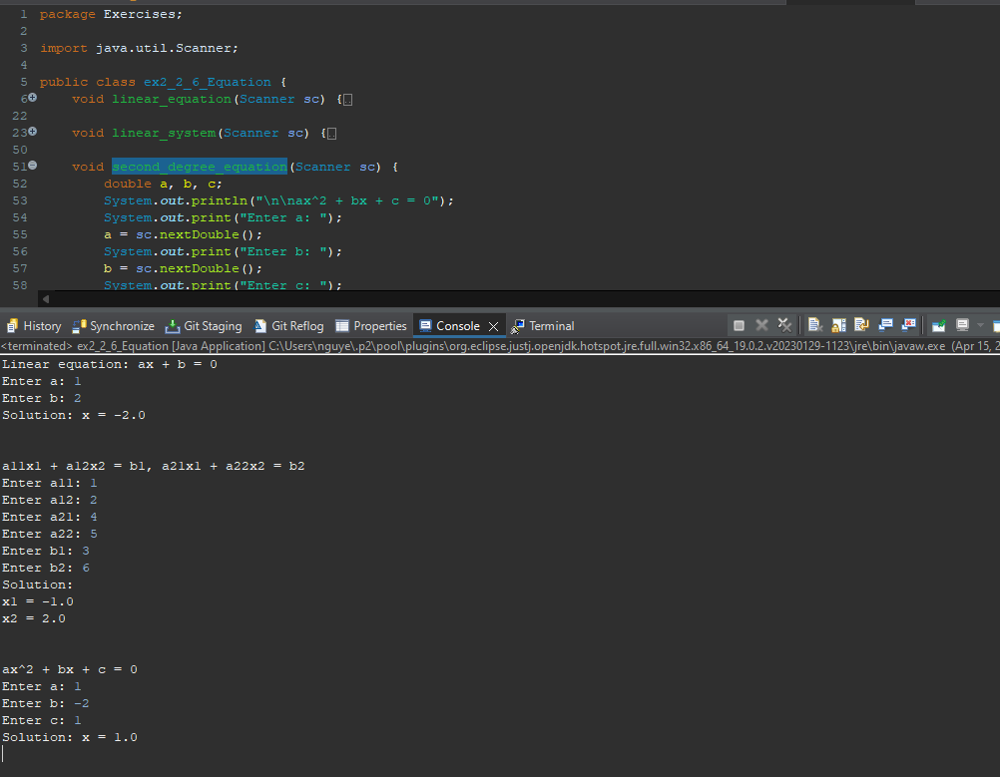 1 package Exercises;
2
3 import java.util.Scanner;
4
5 public class ex2_2_6_Equation {
6 void linear_equation(Scanner sc) {
22
23 void linear_system(Scanner sc) {
50
51 void second_degree_equation(Scanner sc) {
52 double a, b, c;
53 System.out.println("\n\nax^2 + bx + c = 0");
54 System.out.print("Enter a: ");
55 a = sc.nextDouble();
56 System.out.print("Enter b: ");
57 b = sc.nextDouble();
58 System.out.print("Enter c: ");
History Synchronize Git Staging Git Reflog Properties Console Terminal
<terminated> ex2_2_6_Equation [Java Application] C:\Users\nguye\.p2\pool\plugins\org.eclipse.justj.openjdk.hotspot.jre.full.win32.x86_64_19.0.2.v20230129-1123\jre\bin\javaw.exe (Apr 15, 2
Linear equation: ax + b = 0
Enter a: 1
Enter b: 2
Solution: x = -2.0
a11x1 + a12x2 = b1, a21x1 + a22x2 = b2
Enter a11: 1
Enter a12: 2
Enter a21: 4
Enter a22: 5
Enter b1: 3
Enter b2: 6
Solution:
x1 = -1.0
x2 = 2.0
ax^2 + bx + c = 0
Enter a: 1
Enter b: -2
Enter c: 1
Solution: x = 1.0